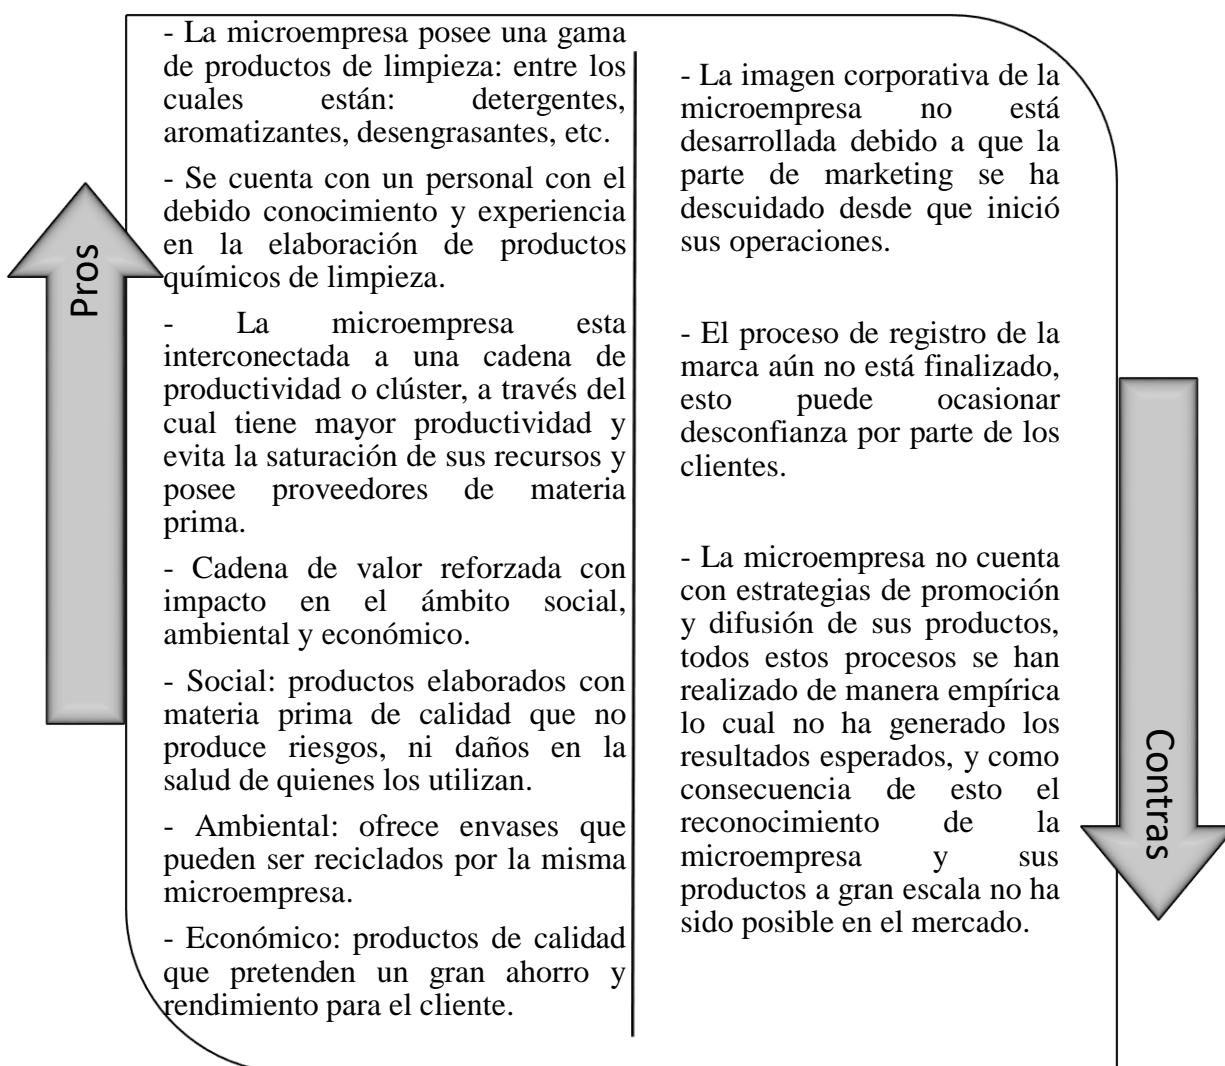 Pros
- La microempresa posee una gama
de productos de limpieza: entre los
cuales están: detergentes,
aromatizantes, desengrasantes, etc.
- Se cuenta con un personal con el
debido conocimiento y experiencia
en la elaboración de productos
químicos de limpieza.
- La microempresa esta
interconectada a una cadena de
productividad o clúster, a través del
cual tiene mayor productividad y
evita la saturación de sus recursos y
posee proveedores de materia
prima.
- Cadena de valor reforzada con
impacto en el ámbito social,
ambiental y económico.
- Social: productos elaborados con
materia prima de calidad que no
produce riesgos, ni daños en la
salud de quienes los utilizan.
- Ambiental: ofrece envases que
pueden ser reciclados por la misma
microempresa.
- Económico: productos de calidad
que pretenden un gran ahorro y
rendimiento para el cliente.
- La imagen corporativa de la
microempresa no está
desarrollada debido a que la
parte de marketing se ha
descuidado desde que inició
sus operaciones.
- El proceso de registro de la
marca aún no está finalizado,
esto puede ocasionar
desconfianza por parte de los
clientes.
- La microempresa no cuenta
con estrategias de promoción
y difusión de sus productos,
todos estos procesos se han
realizado de manera empírica
lo cual no ha generado los
resultados esperados, y como
consecuencia de esto el
reconocimiento de la
microempresa y sus
productos a gran escala no ha
sido posible en el mercado.
Contras